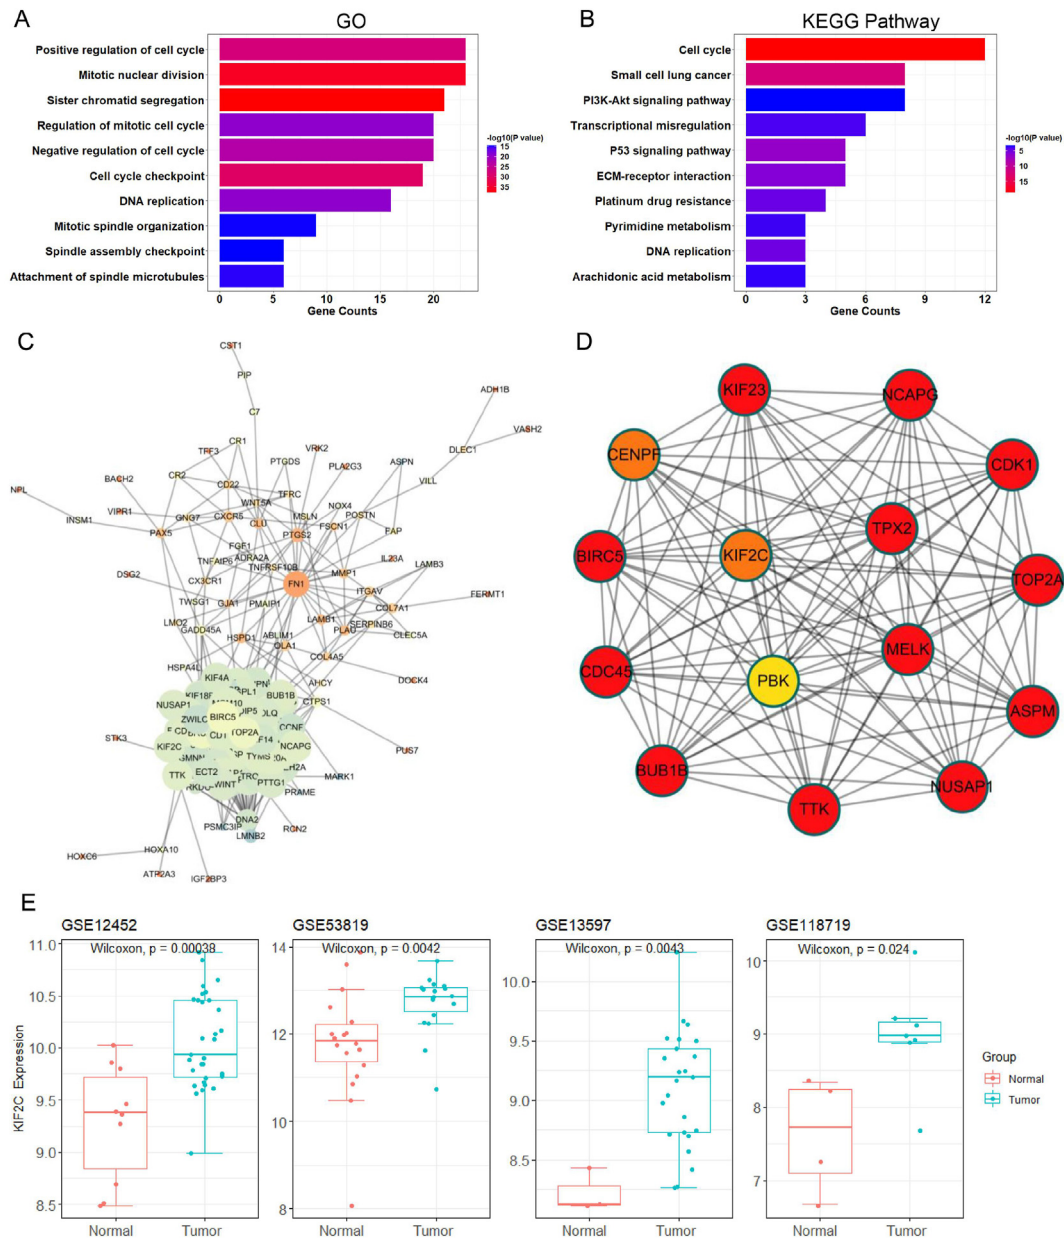 A
GO
Positive regulation of cell cycle
Mitotic nuclear division
Sister chromatid segregation
Regulation of mitotic cell cycle
Negative regulation of cell cycle
Cell cycle checkpoint
DNA replication
Mitotic spindle organization
Spindle assembly checkpoint
Attachment of spindle microtubules
0 5 10 15 20
Gene Counts
-log10(P value)
15
20
25
30
35
B
KEGG Pathway
Cell cycle
Small cell lung cancer
PI3K-Akt signaling pathway
Transcriptional misregulation
P53 signaling pathway
ECM-receptor interaction
Platinum drug resistance
Pyrimidine metabolism
DNA replication
Arachidonic acid metabolism
0 3 6 9 12
Gene Counts
-log10(P value)
5
10
15
C
CST1
PIP
ADH1B
C7
VASH2
CR1
VRK2
DLEC1
TFF3
PTGDS
PLA2G3
ASPN
BACH2
CR2
CD22
TFRC
VILL
NPL
WNT5A
NOX4
VIPR1
GNG7
CXCR5
MSLN
POSTN
INSM1
CLU
FSCN1
FAP
PAX5
PTGS2
FGF1
TNFAIP6
ADRA2A
IL23A
TNFRSF10B
LAMB3
DSG2
CX3CR1
MMP1
FN1
ITGAV
FERMT1
TWSG1
GJA1
PMAIP1
COL7A1
LAMB1
SERPINB6
LMO2
GADD45A
PLAU
CLEC5A
HSPD1
ABLIM1
OLA1
COL4A5
HSPA4L
KIF4A
AHCY
DOCK4
BUB1B
CTPS1
NUSAP1
BIRC5
ZWILC
TOP2A
STK3
KIF2C
NCAPG
TYMS
PUS7
TTK
ECT2
MARK1
PTTG1
PRAME
DNA2
PSMC3IP
RCN2
LMNB2
HOXA10
HOXC6
ATP2A3
IGF2BP3
D
KIF23
NCAPG
CENPF
CDK1
TPX2
BIRC5
KIF2C
TOP2A
MELK
CDC45
PBK
ASPM
BUB1B
NUSAP1
TTK
E
GSE12452
Wilcoxon, p = 0.00038
KIF2C Expression
11.0
10.5
10.0
9.5
9.0
8.5
Normal Tumor
GSE53819
Wilcoxon, p = 0.0042
14
12
10
8
Normal Tumor
GSE13597
Wilcoxon, p = 0.0043
10.0
9.5
9.0
8.5
Normal Tumor
GSE118719
Wilcoxon, p = 0.024
10
9
8
7
Normal Tumor
Group
Normal
Tumor